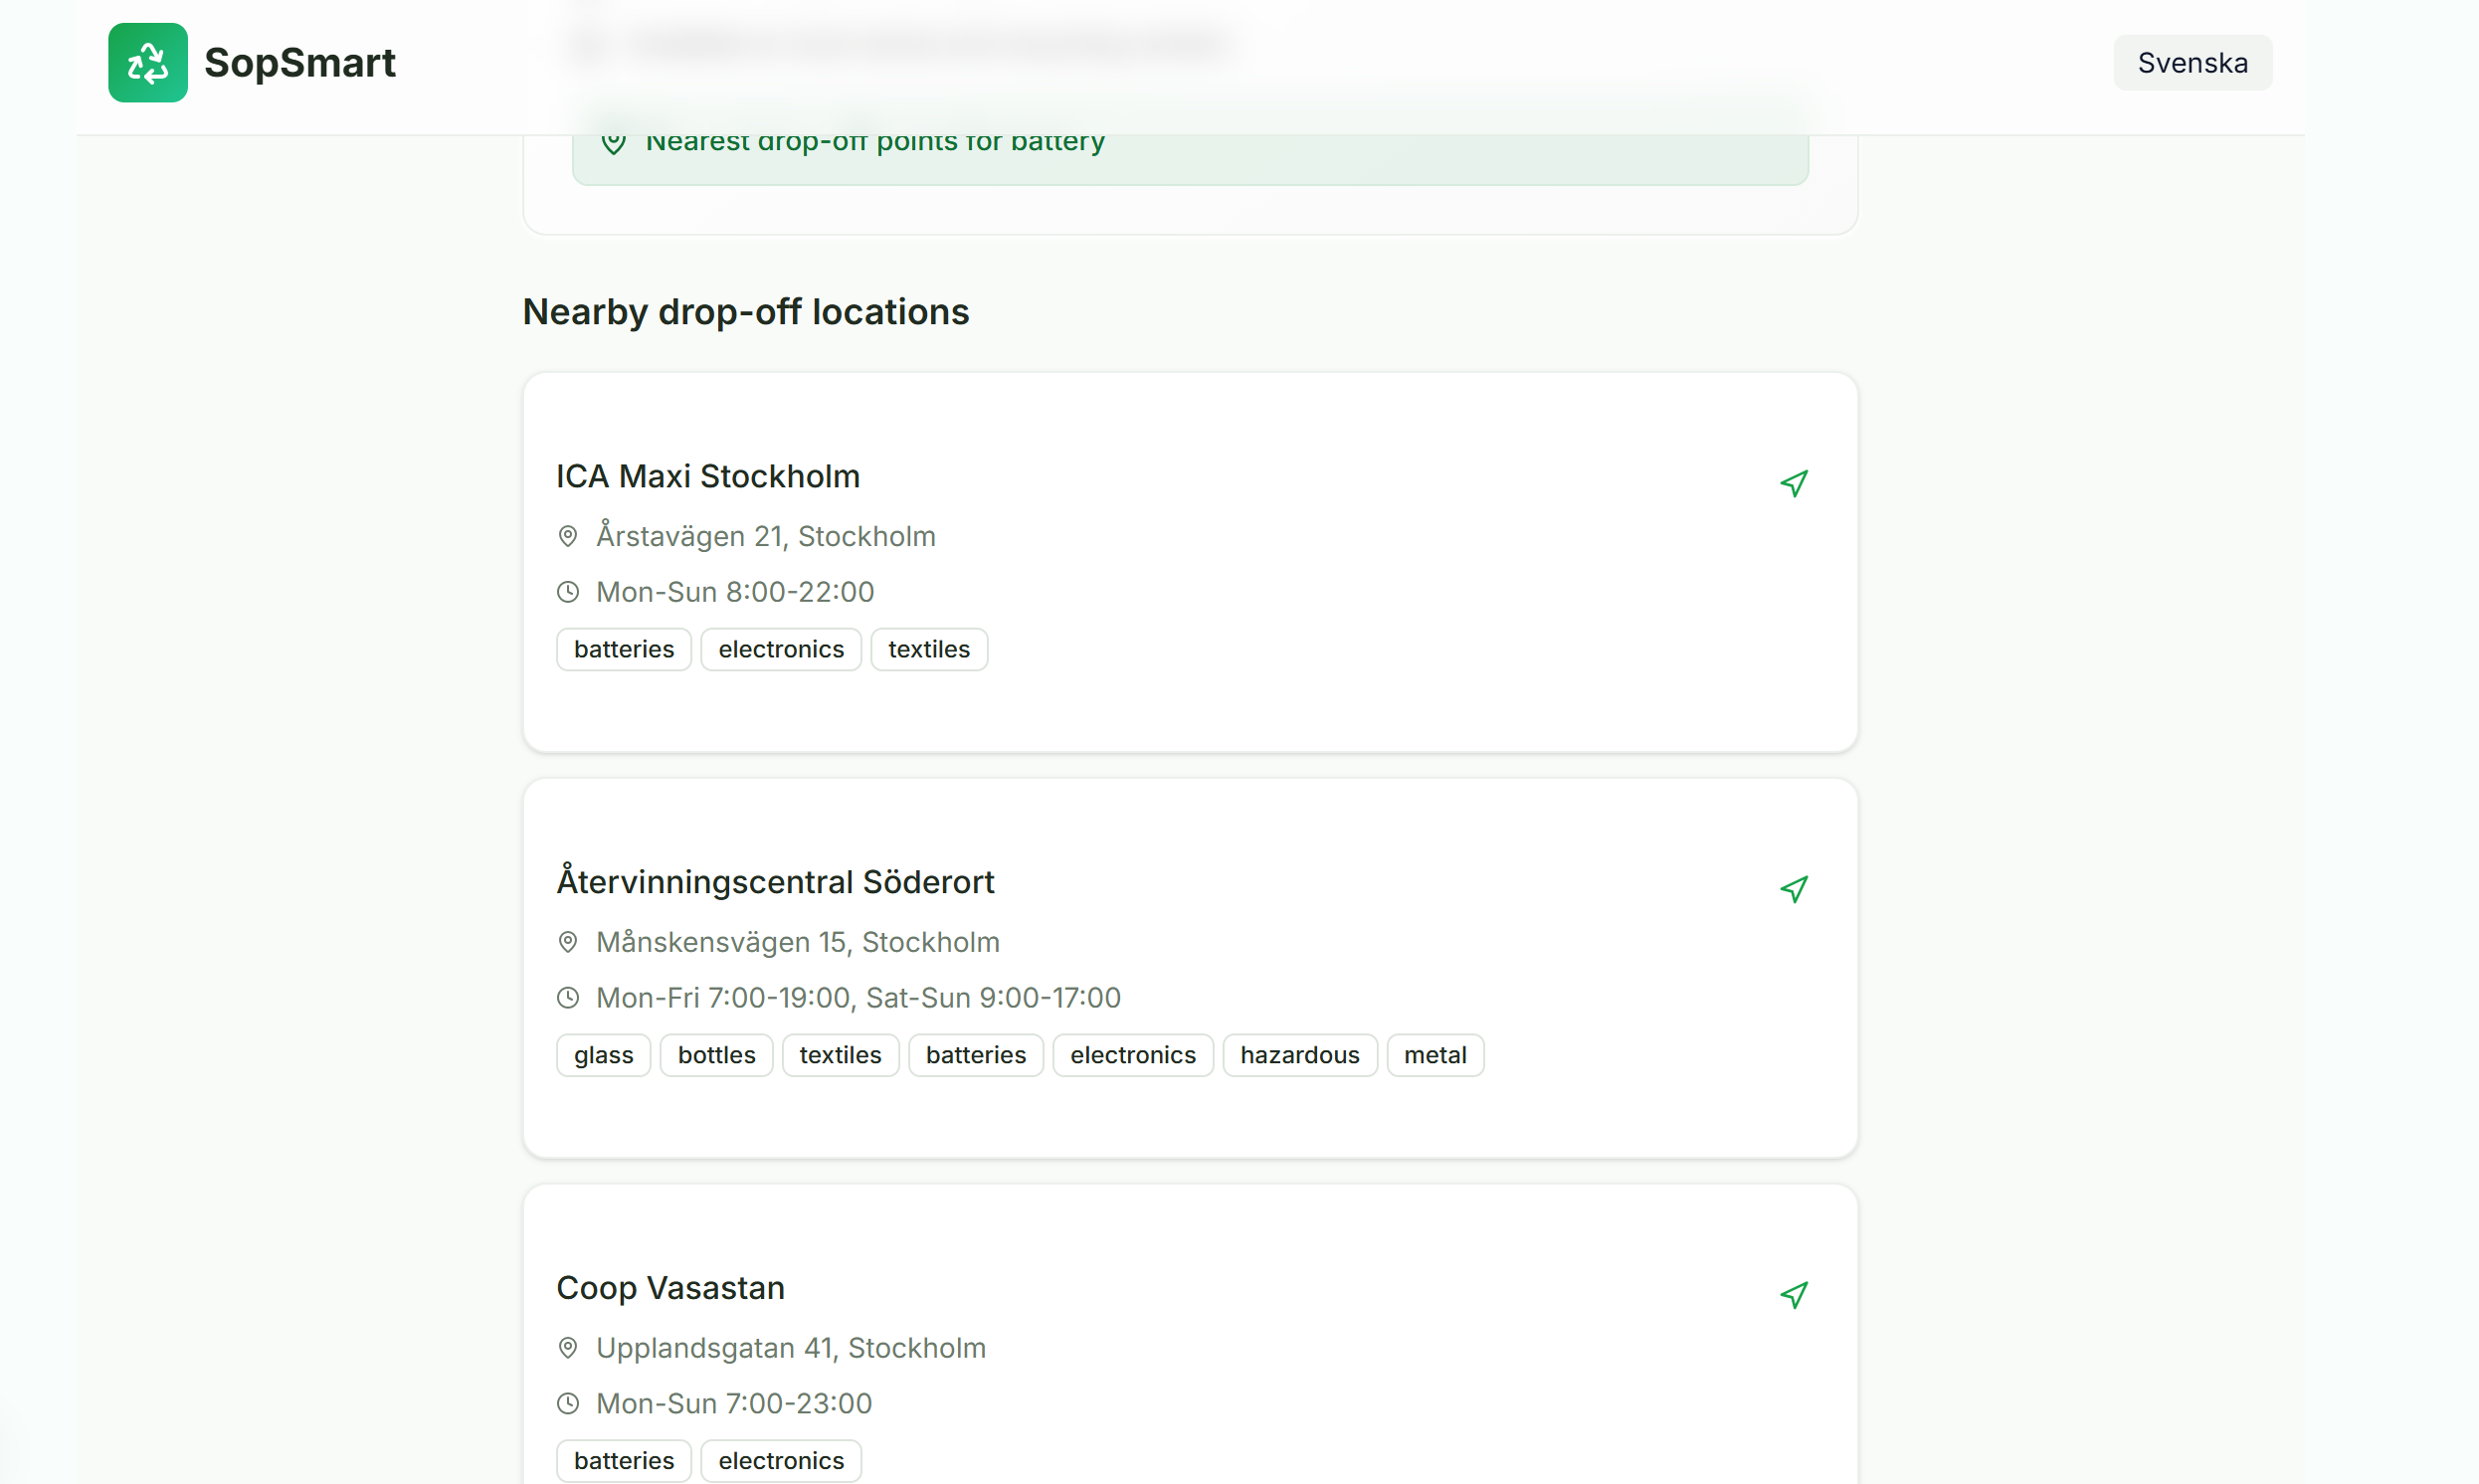 SopSmart
Svenska
Nearest drop-off points for battery
Nearby drop-off locations
ICA Maxi Stockholm
Årstavägen 21, Stockholm
Mon-Sun 8:00-22:00
batteries electronics textiles
Återvinningscentral Söderort
Månskensvägen 15, Stockholm
Mon-Fri 7:00-19:00, Sat-Sun 9:00-17:00
glass bottles textiles batteries electronics hazardous metal
Coop Vasastan
Upplandsgatan 41, Stockholm
Mon-Sun 7:00-23:00
batteries electronics